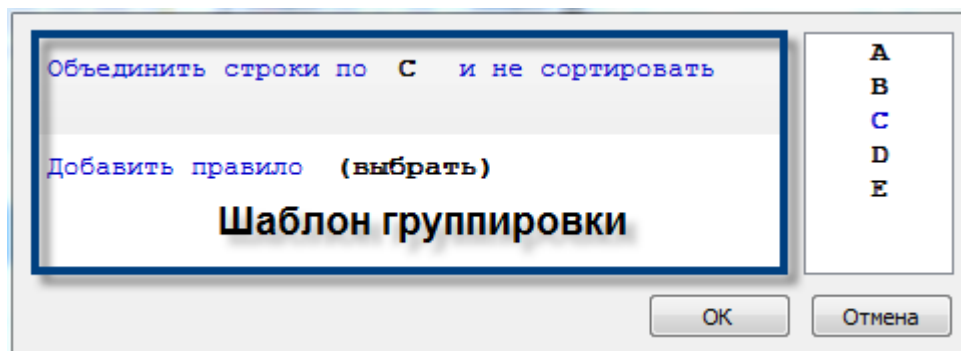 Объединить строки по C и не сортировать
Добавить правило (выбрать)
Шаблон группировки
A
B
C
D
E
OK
Отмена